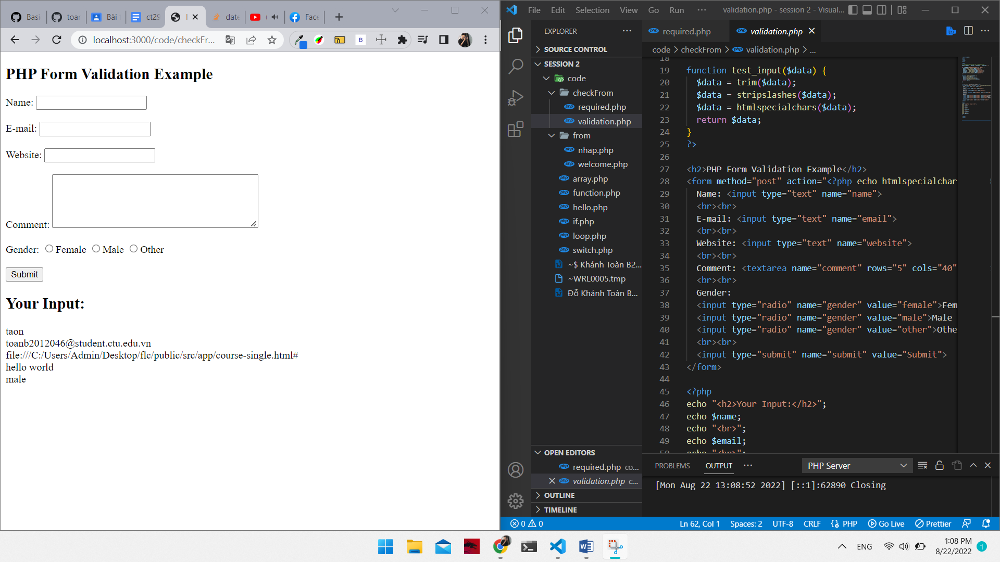 Basi
toar
Bài
ct29
date
Face
localhost:3000/code/checkFr...
PHP Form Validation Example
Name:
E-mail:
Website:
Comment:
Gender: Female Male Other
Submit
Your Input:
taon
toanb2012046@student.ctu.edu.vn
file:///C:/Users/Admin/Desktop/flc/public/src/app/course-single.html#
hello world
male
File Edit Selection View Go Run ··· validation.php - session 2 - Visual...
EXPLORER
SOURCE CONTROL
SESSION 2
code
checkFrom
required.php
validation.php
from
nhap.php
welcome.php
array.php
function.php
hello.php
if.php
loop.php
switch.php
~$ Khánh Toàn B2...
~WRL0005.tmp
Đỗ Khánh Toàn B...
OPEN EDITORS
required.php co...
validation.php c...
OUTLINE
TIMELINE
required.php validation.php
code > checkFrom > validation.php > ...
18
19 function test_input($data) {
20 $data = trim($data);
21 $data = stripslashes($data);
22 $data = htmlspecialchars($data);
23 return $data;
24 }
25 ?>
26
27 <h2>PHP Form Validation Example</h2>
28 <form method="post" action="<?php echo htmlspecialchar
29 Name: <input type="text" name="name">
30 <br><br>
31 E-mail: <input type="text" name="email">
32 <br><br>
33 Website: <input type="text" name="website">
34 <br><br>
35 Comment: <textarea name="comment" rows="5" cols="40"
36 <br><br>
37 Gender:
38 <input type="radio" name="gender" value="female">Fem
39 <input type="radio" name="gender" value="male">Male
40 <input type="radio" name="gender" value="other">Othe
41 <br><br>
42 <input type="submit" name="submit" value="Submit">
43 </form>
44
45 <?php
46 echo "<h2>Your Input:</h2>";
47 echo $name;
48 echo "<br>";
49 echo $email;
50 echo "<br>";
PROBLEMS OUTPUT ··· PHP Server
[Mon Aug 22 13:08:52 2022] [::1]:62890 Closing
0 0 Ln 62, Col 1 Spaces: 2 UTF-8 CRLF PHP Go Live Prettier
ENG 1:08 PM
8/22/2022 1